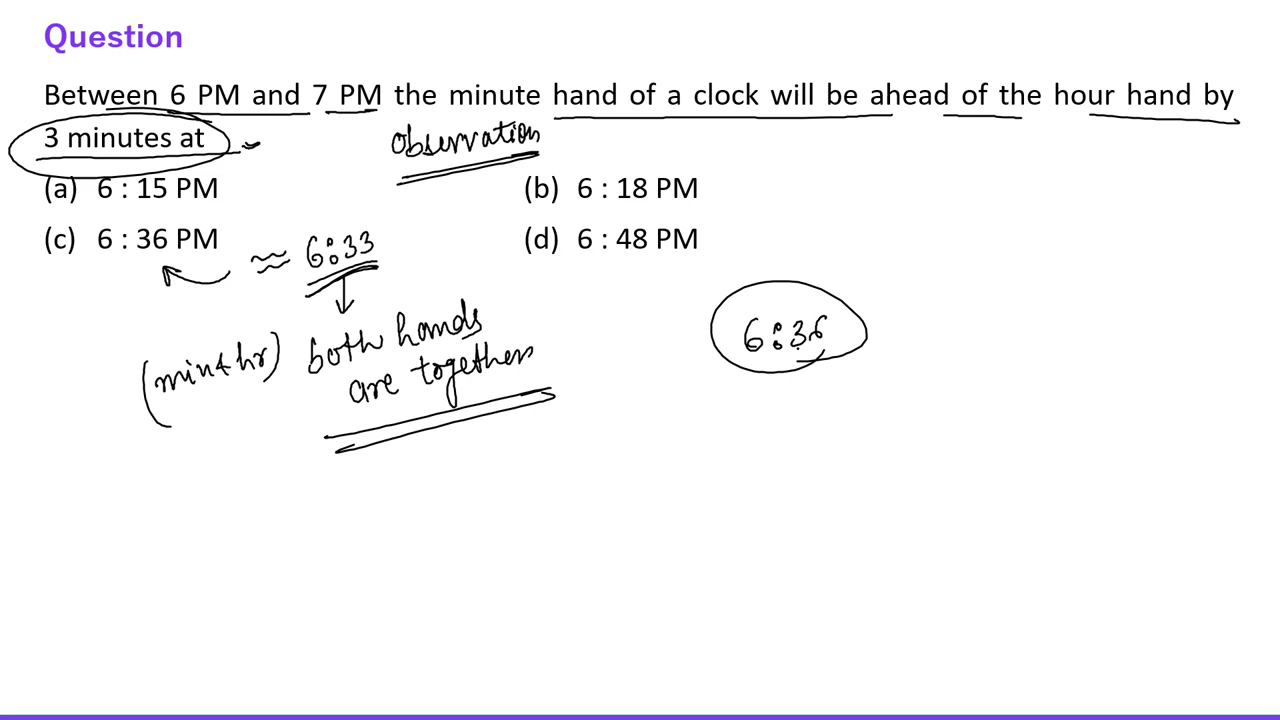 Question
Between 6 PM and 7 PM the minute hand of a clock will be ahead of the hour hand by
3 minutes at
observation
(a) 6 : 15 PM
(b) 6 : 18 PM
(c) 6 : 36 PM
(d) 6 : 48 PM
≈ 6:33
6:36
(min & hr) both hands
are together